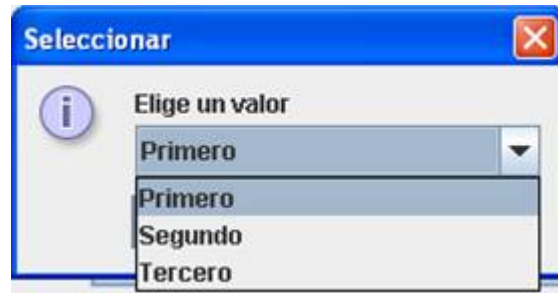 Seleccionar
Elige un valor
Primero
Primero
Segundo
Tercero